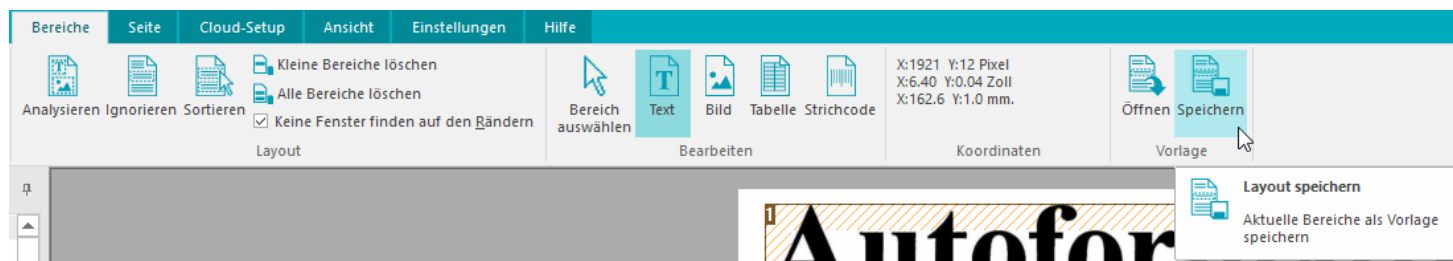 Bereiche Seite Cloud-Setup Ansicht Einstellungen Hilfe
Analysieren Ignorieren Sortieren
Kleine Bereiche löschen
Alle Bereiche löschen
Keine Fenster finden auf den Rändern
Layout
Bereich auswählen
Text Bild Tabelle Strichcode
Bearbeiten
X:1921 Y:12 Pixel
X:6.40 Y:0.04 Zoll
X:162.6 Y:1.0 mm.
Koordinaten
Öffnen Speichern
Vorlage
Layout speichern
Aktuelle Bereiche als Vorlage
speichern
1
Autofor